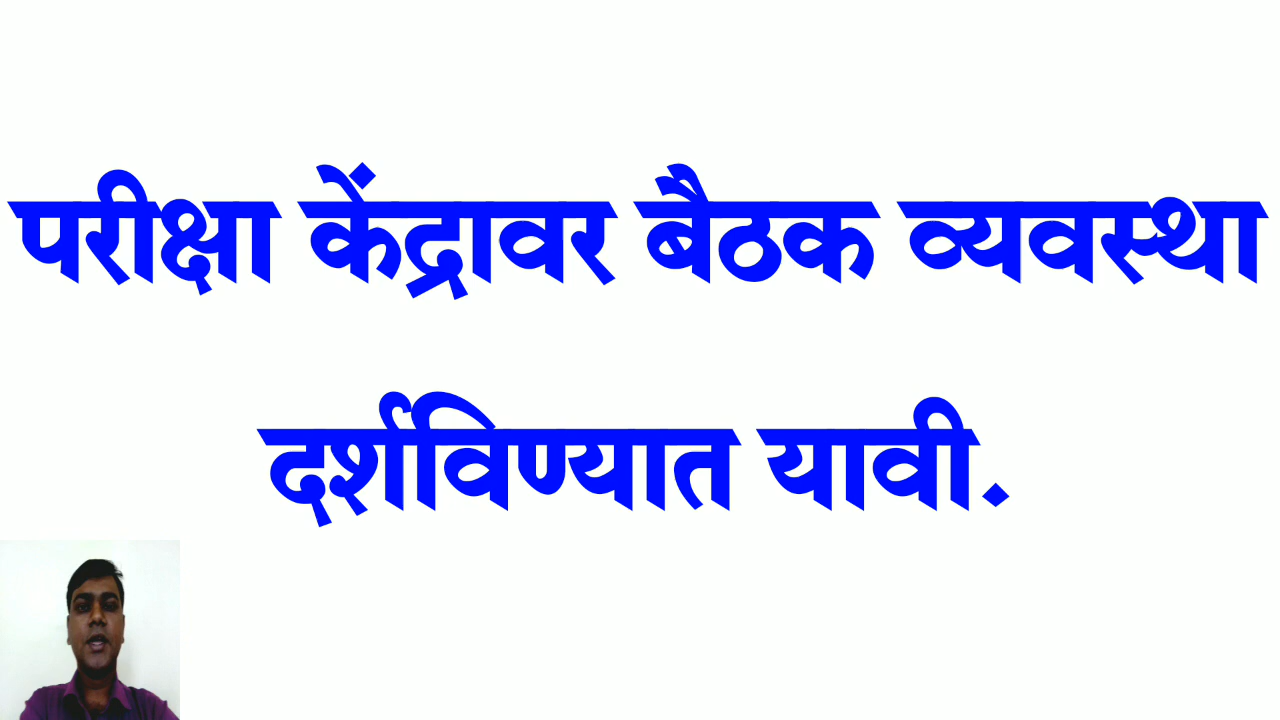 परीक्षा केंद्रावर बैठक व्यवस्था
दर्शविण्यात यावी.